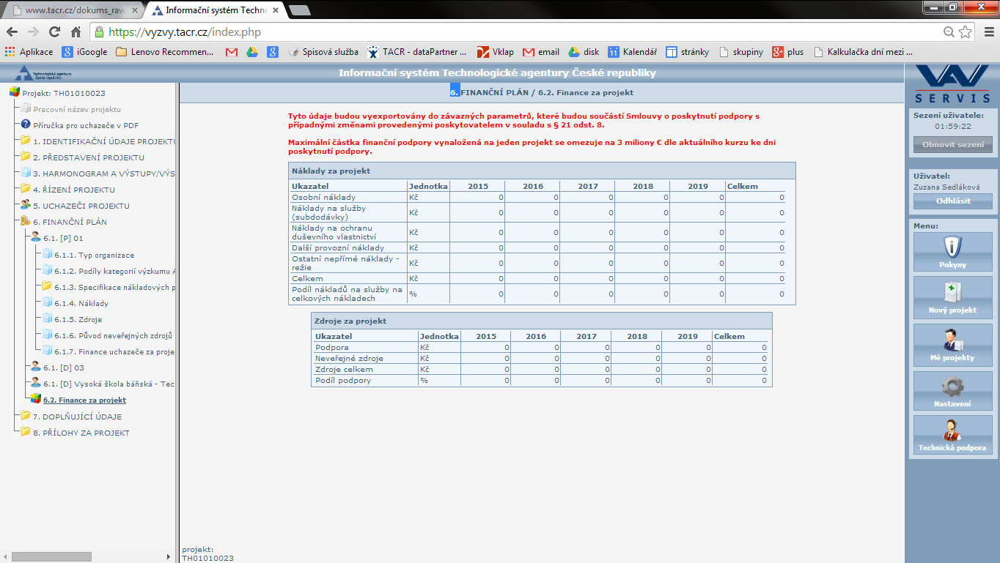 www.tacr.cz/dokums_raw
Informační systém Techn
https://vyzvy.tacr.cz/index.php
Aplikace iGoogle Lenovo Recommen... Spisová služba TACR - dataPartner ... Vklap email disk Kalendář stránky skupiny plus Kalkulačka dní mezi ...
Technologická agentura
České republiky
Informační systém Technologické agentury České republiky
Projekt: TH01010023
Pracovní název projektu
Příručka pro uchazeče v PDF
1. IDENTIFIKAČNÍ ÚDAJE PROJEKTU
2. PŘEDSTAVENÍ PROJEKTU
3. HARMONOGRAM A VÝSTUPY/VÝS
4. ŘÍZENÍ PROJEKTU
5. UCHAZEČI PROJEKTU
6. FINANČNÍ PLÁN
6.1. [P] 01
6.1.1. Typ organizace
6.1.2. Podíly kategorií výzkumu A
6.1.3. Specifikace nákladových p
6.1.4. Náklady
6.1.5. Zdroje
6.1.6. Původ neveřejných zdrojů
6.1.7. Finance uchazeče za proje
6.1. [D] 03
6.1. [D] Vysoká škola báňská - Tec
6.2. Finance za projekt
7. DOPLŇUJÍCÍ ÚDAJE
8. PŘÍLOHY ZA PROJEKT
6. FINANČNÍ PLÁN / 6.2. Finance za projekt
Tyto údaje budou vyexportovány do závazných parametrů, které budou součástí Smlouvy o poskytnutí podpory s
případnými změnami provedenými poskytovatelem v souladu s § 21 odst. 8.
Maximální částka finanční podpory vynaložená na jeden projekt se omezuje na 3 miliony € dle aktuálního kurzu ke dni
poskytnutí podpory.
Náklady za projekt
Ukazatel Jednotka 2015 2016 2017 2018 2019 Celkem
Osobní náklady Kč 0 0 0 0 0 0
Náklady na služby
(subdodávky) Kč 0 0 0 0 0 0
Náklady na ochranu
duševního vlastnictví Kč 0 0 0 0 0 0
Další provozní náklady Kč 0 0 0 0 0 0
Ostatní nepřímé náklady -
režie Kč 0 0 0 0 0 0
Celkem Kč 0 0 0 0 0 0
Podíl nákladů na služby na
celkových nákladech % 0 0 0 0 0 0
Zdroje za projekt
Ukazatel Jednotka 2015 2016 2017 2018 2019 Celkem
Podpora Kč 0 0 0 0 0 0
Neveřejné zdroje Kč 0 0 0 0 0 0
Zdroje celkem Kč 0 0 0 0 0 0
Podíl podpory % 0 0 0 0 0 0
projekt:
TH01010023
VAV
SERVIS
Sezení uživatele:
01:59:22
Obnovit sezení
Uživatel:
Zuzana Sedláková
Odhlásit
Menu:
Pokyny
Nový projekt
Mé projekty
Nastavení
Technická podpora